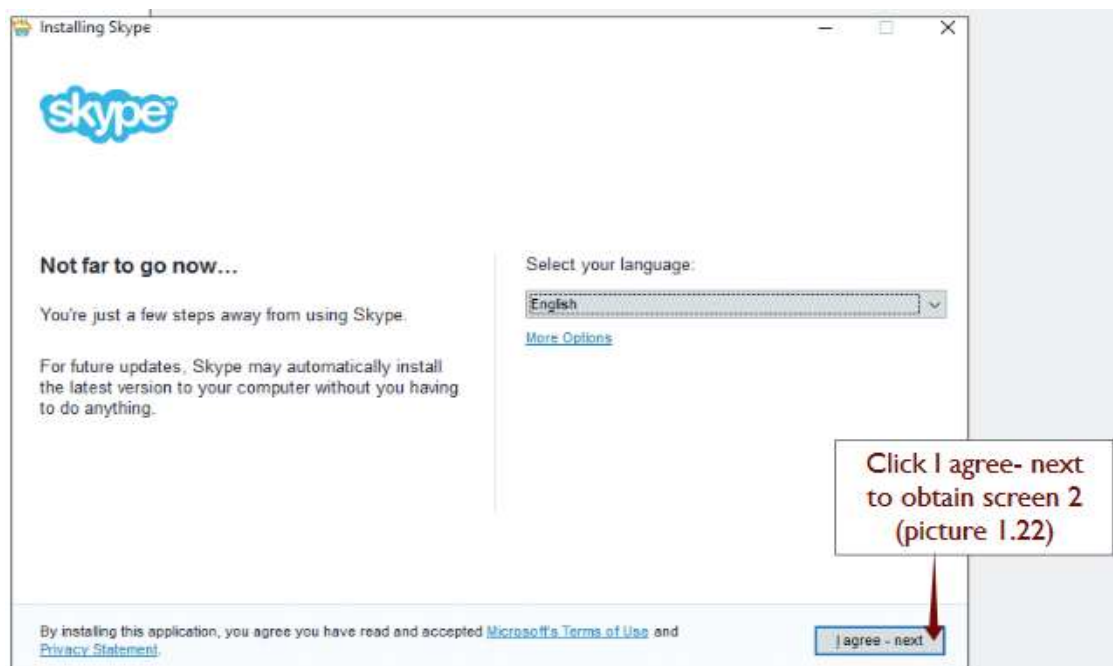 Installing Skype
skype™
Not far to go now...
You're just a few steps away from using Skype.
For future updates, Skype may automatically install
the latest version to your computer without you having
to do anything.
Select your language:
English
More Options
Click I agree- next
to obtain screen 2
(picture 1.22)
By installing this application, you agree you have read and accepted Microsoft's Terms of Use and
Privacy Statement.
I agree - next